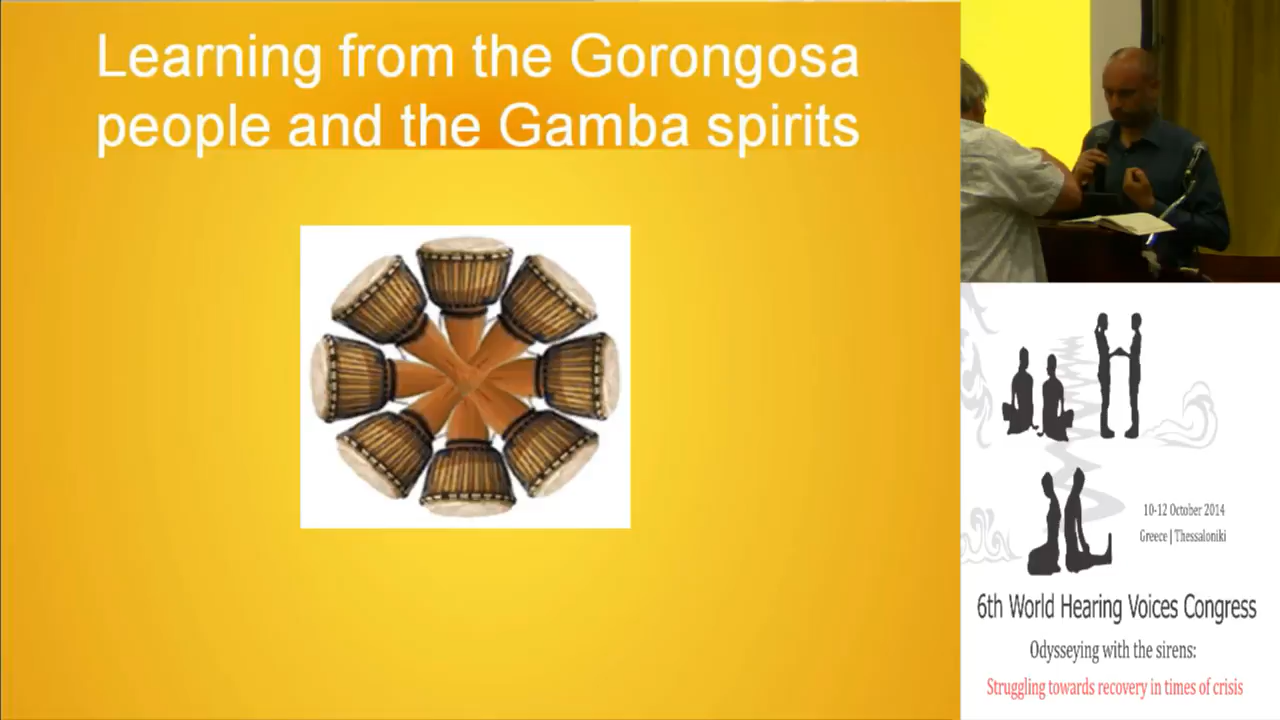 Learning from the Gorongosa
people and the Gamba spirits
10-12 October 2014
Greece | Thessaloniki
6th World Hearing Voices Congress
Odysseying with the sirens:
Struggling towards recovery in times of crisis